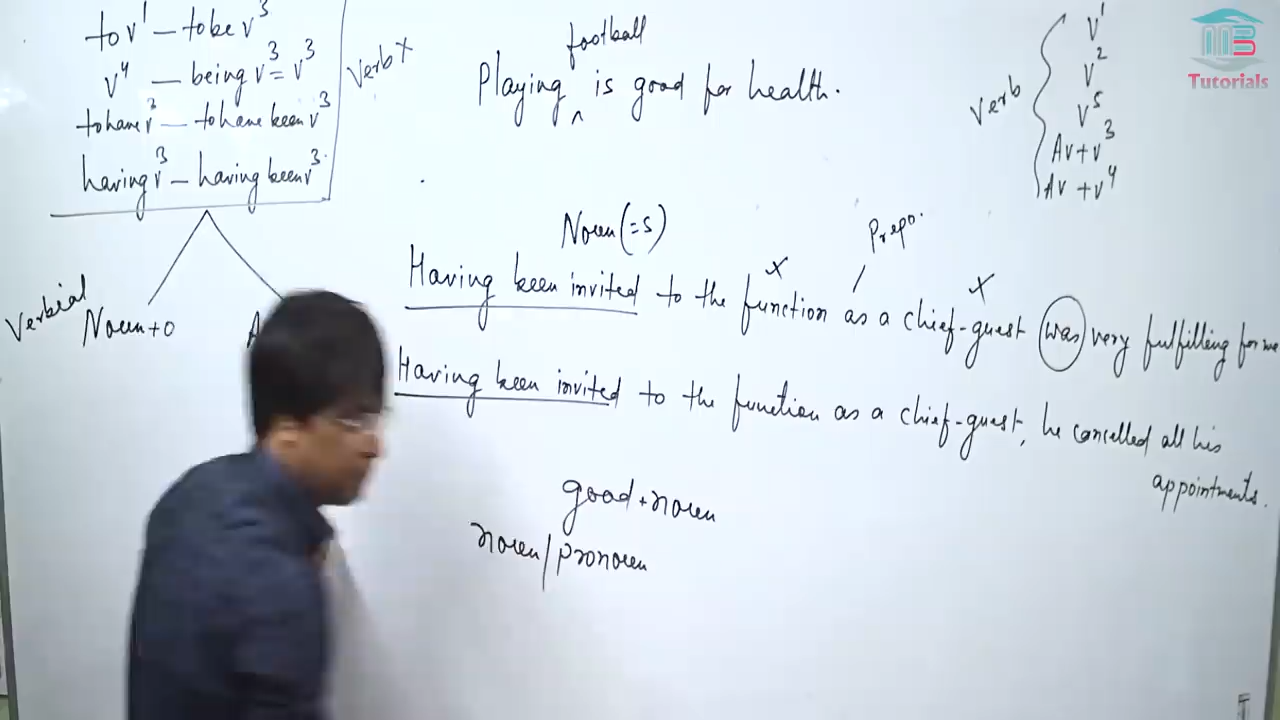 to v¹ – to be v³
v⁴ – being v³ = v³
to have v³ – to have been v³
having v³ – having been v³
Verb x
Verbial
Noun + o
A
football
Playing ^ is good for health.
Noun (=s)
Prepo.
x
x
Having been invited to the function as a chief-guest was very fulfilling for me
Having been invited to the function as a chief-guest, he cancelled all his
appointments.
good + noun
noun/pronoun
Verb
v¹
v²
v⁵
Av + v³
Av + v⁴
MB
Tutorials